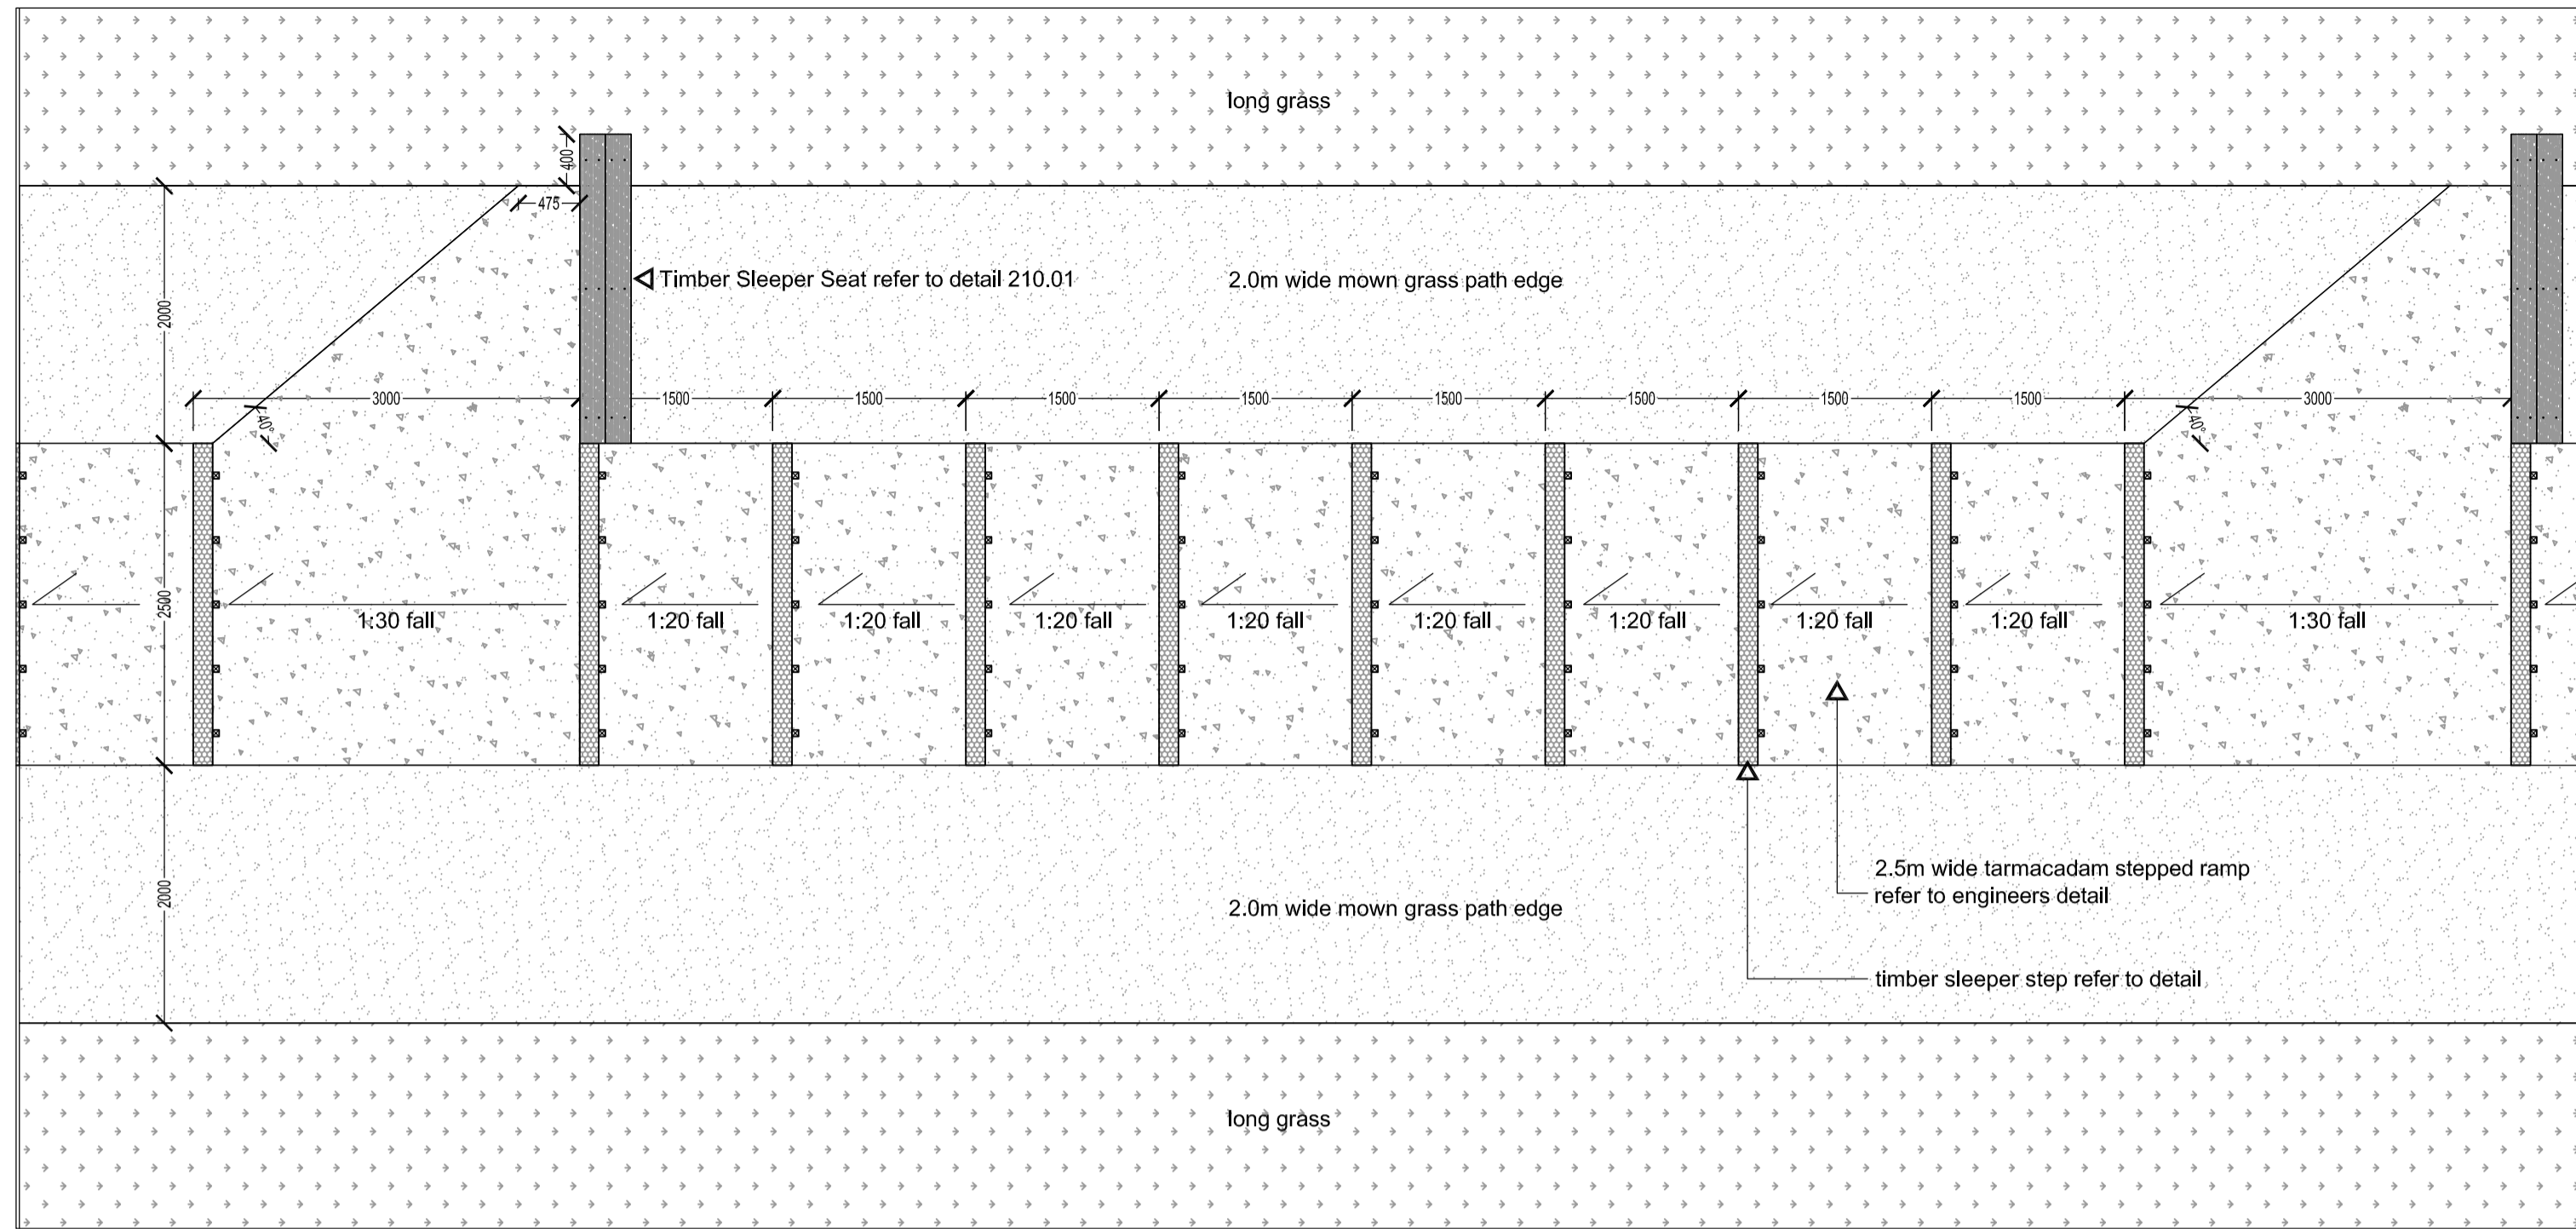 long grass
400
475
Timber Sleeper Seat refer to detail 210.01
2.0m wide mown grass path edge
2000
3000
1500
1500
1500
1500
1500
1500
1500
1500
3000
40°
40°
2500
1:30 fall
1:20 fall
1:20 fall
1:20 fall
1:20 fall
1:20 fall
1:20 fall
1:20 fall
1:20 fall
1:30 fall
2000
2.5m wide tarmacadam stepped ramp
refer to engineers detail
2.0m wide mown grass path edge
timber sleeper step refer to detail
long grass